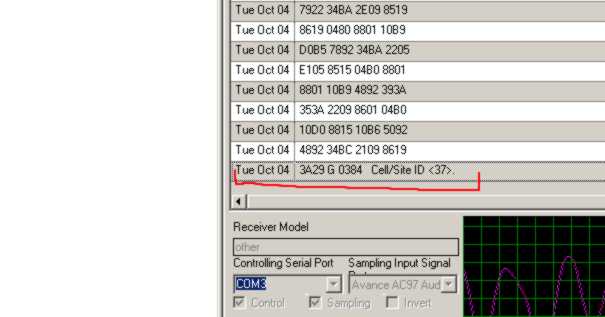 Tue Oct 04 7922 34BA 2E09 8519
Tue Oct 04 8619 0480 8801 10B9
Tue Oct 04 D0B5 7892 34BA 2205
Tue Oct 04 E105 8515 04B0 8801
Tue Oct 04 8801 10B9 4892 393A
Tue Oct 04 353A 2209 8601 04B0
Tue Oct 04 10D0 8815 10B6 5092
Tue Oct 04 4892 34BC 2109 8619
Tue Oct 04 3A29 G 0384 Cell/Site ID <37>.
Receiver Model
other
Controlling Serial Port Sampling Input Signal
COM3 Avance AC97 Aud
Control Sampling Invert